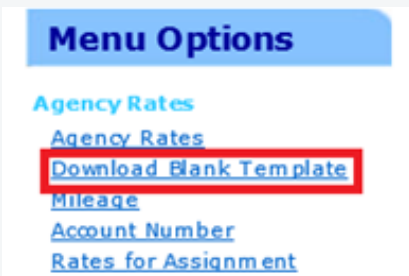 Menu Options
Agency Rates
Agency Rates
Download Blank Template
Mileage
Account Number
Rates for Assignment